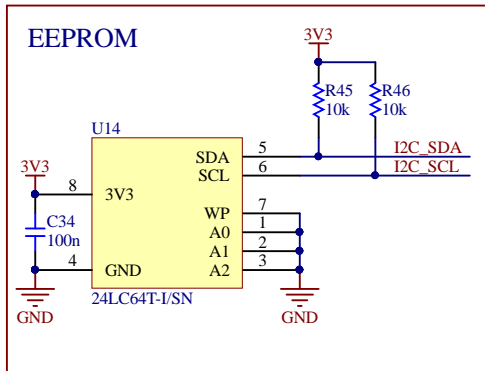 EEPROM
3V3
R45
10k
R46
10k
U14
SDA 5 I2C_SDA
SCL 6 I2C_SCL
3V3
8 3V3
WP 7
C34
100n
A0 1
A1 2
4 GND
A2 3
24LC64T-I/SN
GND
GND